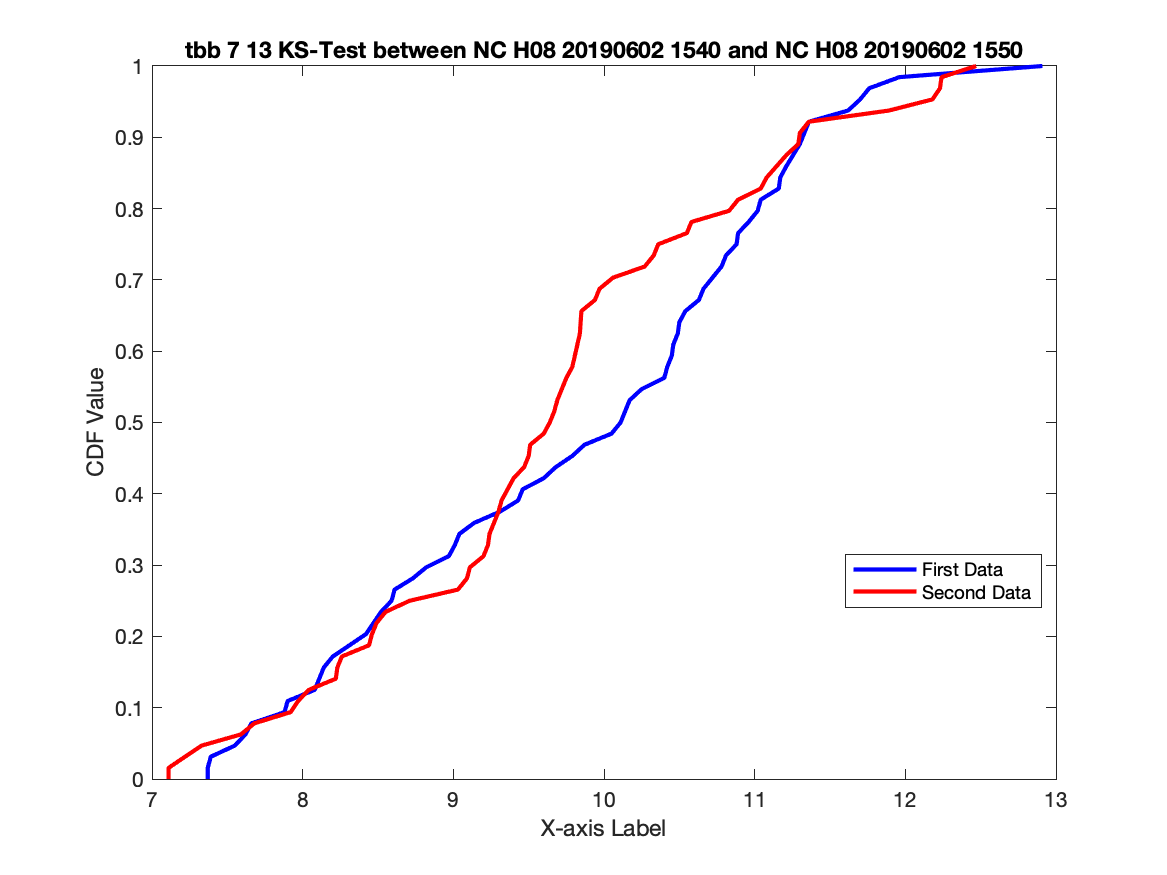 tbb 7 13 KS-Test between NC H08 20190602 1540 and NC H08 20190602 1550
1
0.9
0.8
0.7
0.6
0.5
0.4
0.3
0.2
0.1
0
CDF Value
First Data
Second Data
7 8 9 10 11 12 13
X-axis Label